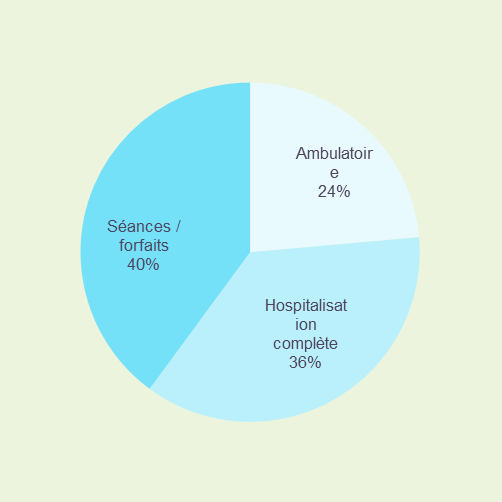 Ambulatoir
e
24%
Séances /
forfaits
40%
Hospitalisat
ion
complète
36%